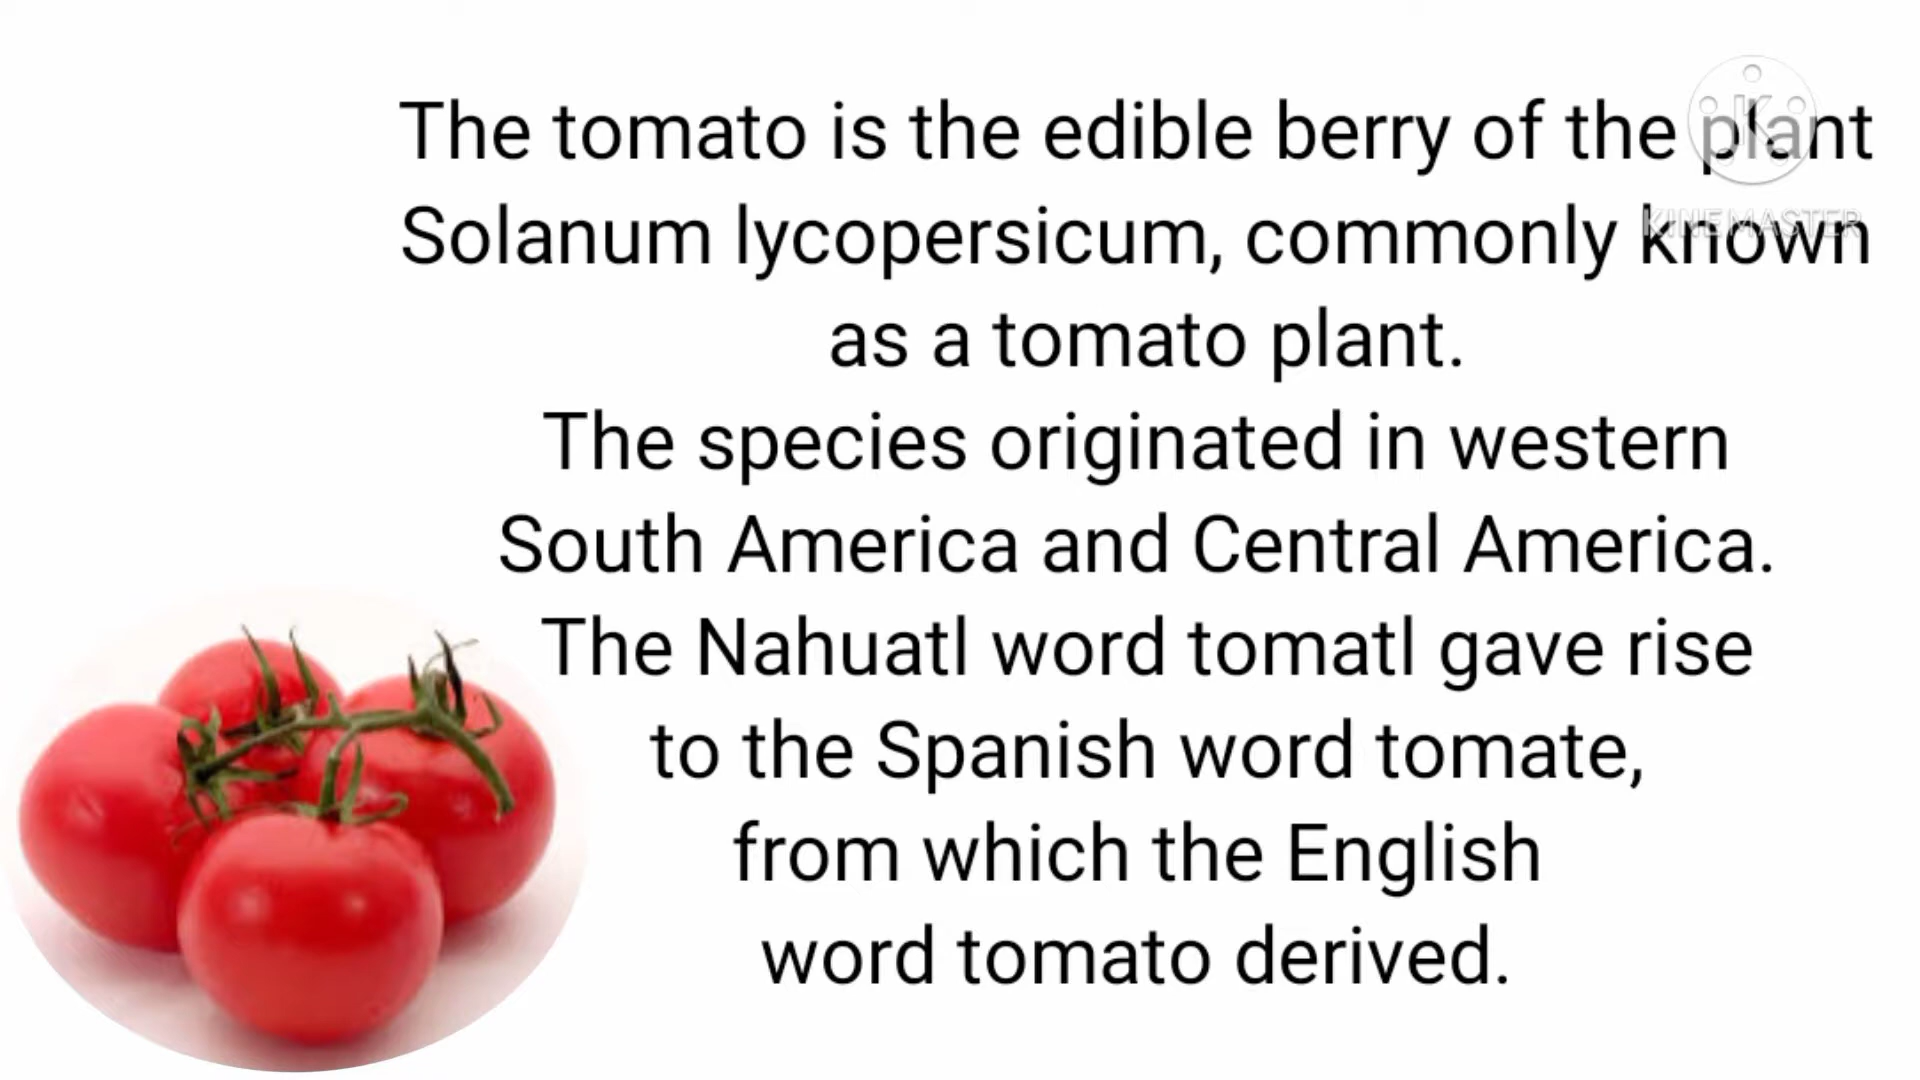 The tomato is the edible berry of the plant
Solanum lycopersicum, commonly known
as a tomato plant.
The species originated in western
South America and Central America.
The Nahuatl word tomatl gave rise
to the Spanish word tomate,
from which the English
word tomato derived.
K
KINEMASTER